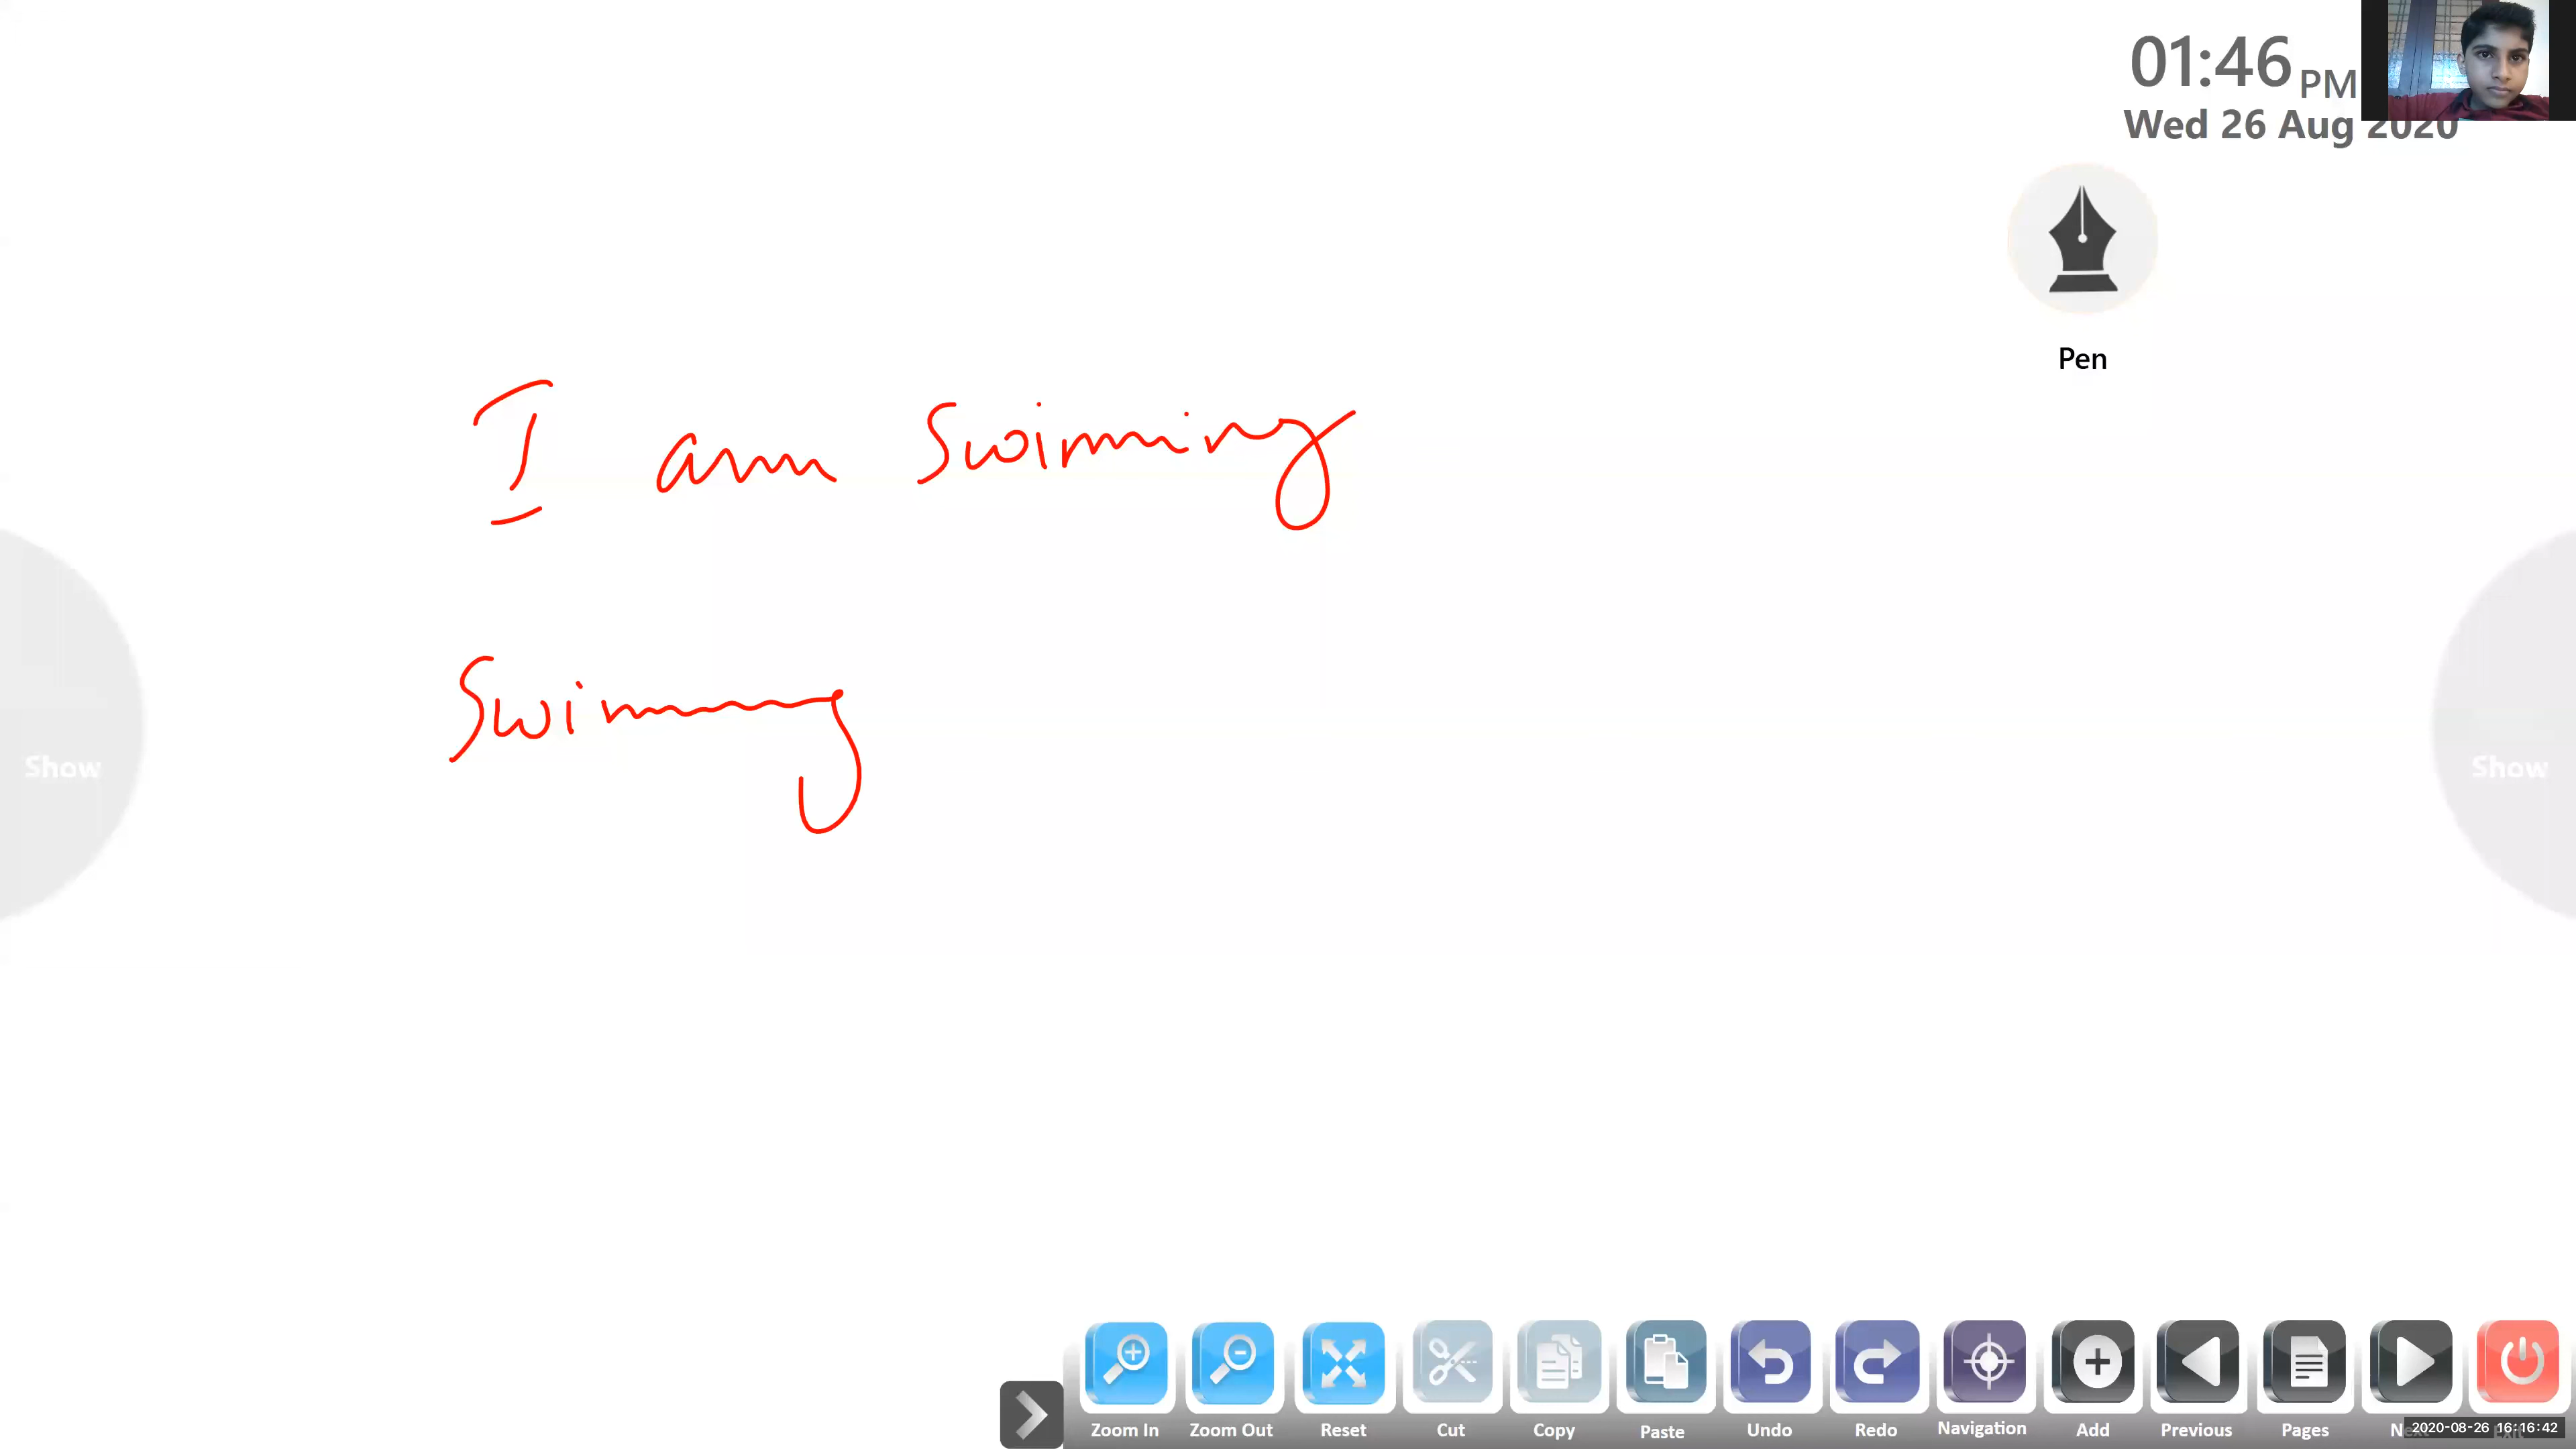 01:46 PM
Wed 26 Aug 2020
Pen
I am Swimming
Swimming
Show
Show
Zoom In Zoom Out Reset Cut Copy Paste Undo Redo Navigation Add Previous Pages
2020-08-26 16:16:42